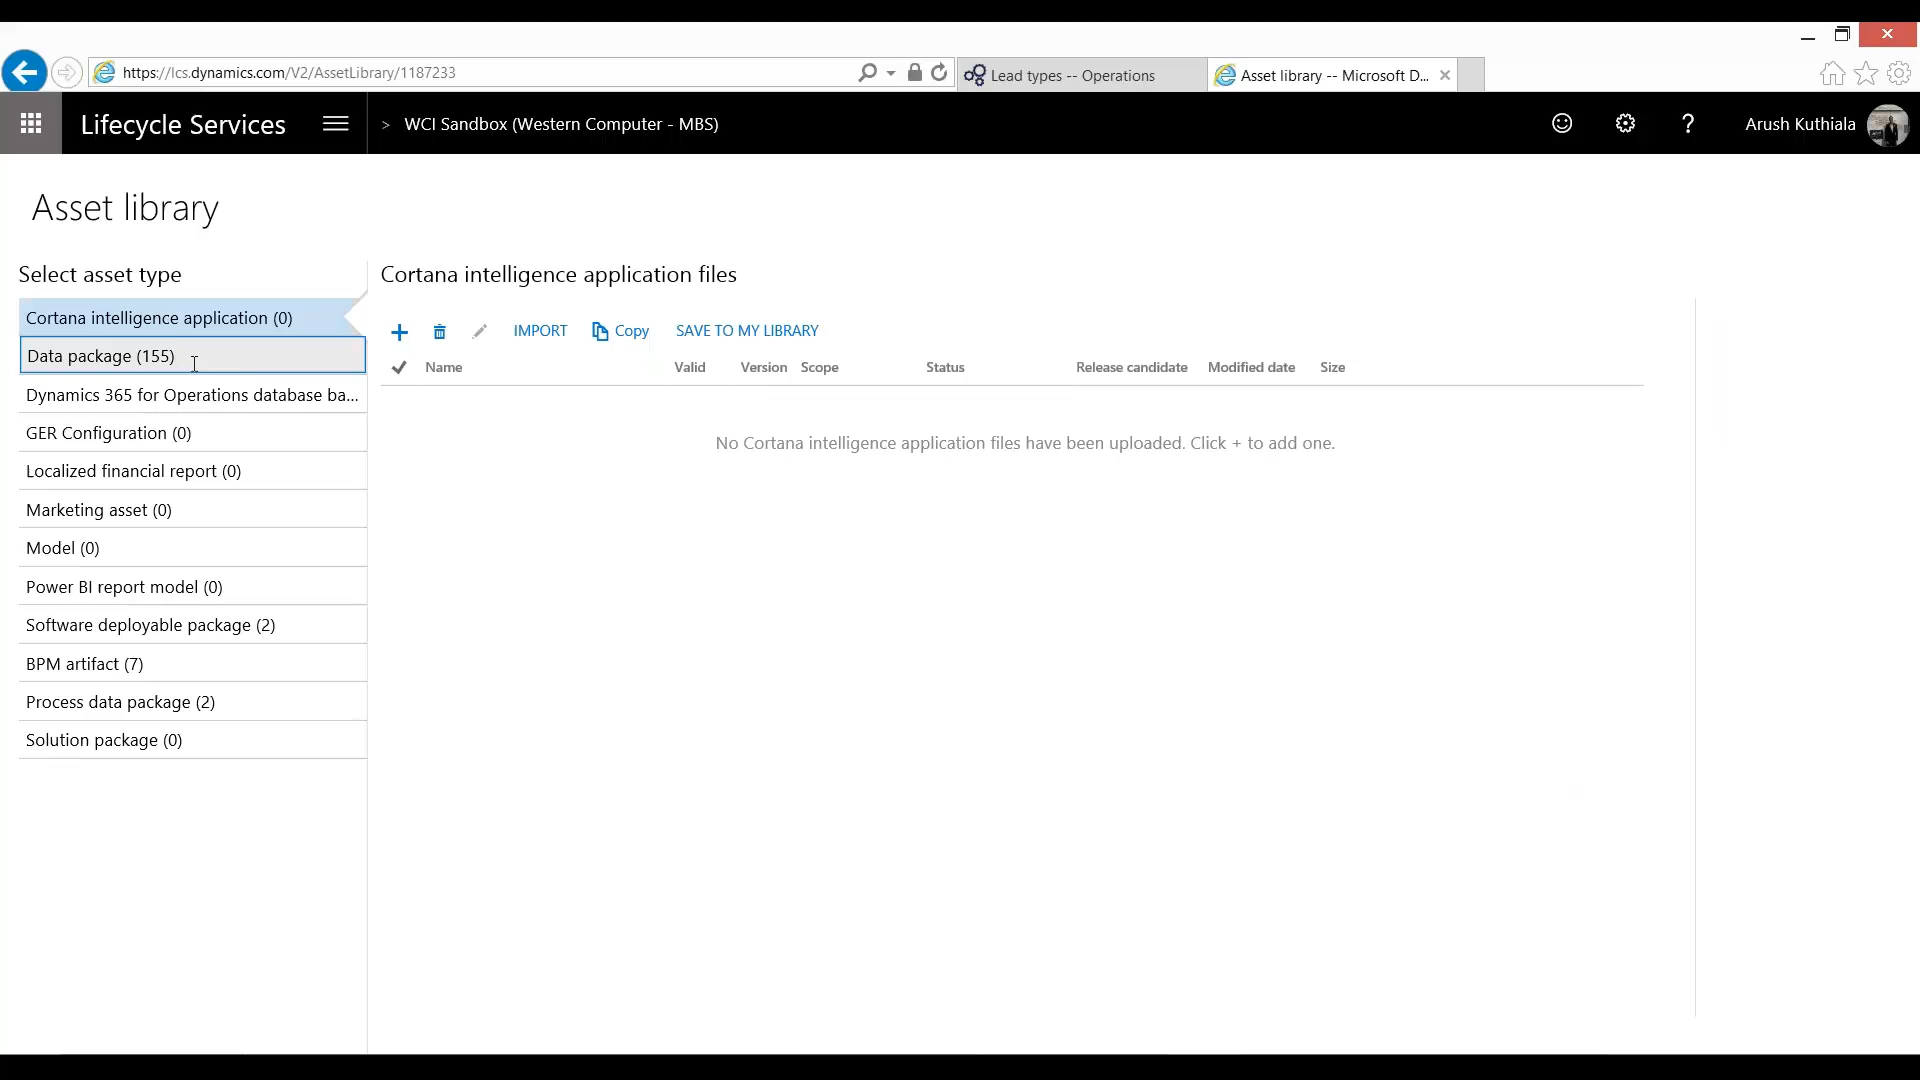 https://lcs.dynamics.com/V2/AssetLibrary/1187233
Lead types -- Operations
Asset library -- Microsoft D...
Lifecycle Services
> WCI Sandbox (Western Computer - MBS)
?
Arush Kuthiala
Asset library
Select asset type
Cortana intelligence application (0)
Data package (155)
Dynamics 365 for Operations database ba...
GER Configuration (0)
Localized financial report (0)
Marketing asset (0)
Model (0)
Power BI report model (0)
Software deployable package (2)
BPM artifact (7)
Process data package (2)
Solution package (0)
Cortana intelligence application files
IMPORT
Copy
SAVE TO MY LIBRARY
Name
Valid
Version
Scope
Status
Release candidate
Modified date
Size
No Cortana intelligence application files have been uploaded. Click + to add one.